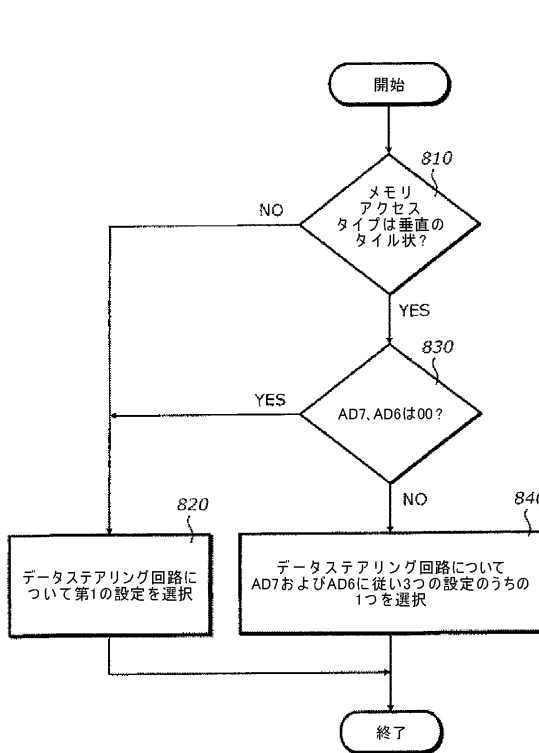 開始
810
メモリ
アクセス
タイプは垂直の
タイル状?
NO
YES
830
AD7、AD6は00?
YES
NO
820
データステアリング回路に
ついて第1の設定を選択
840
データステアリング回路について
AD7およびAD6に従い3つの設定のうちの
1つを選択
終了